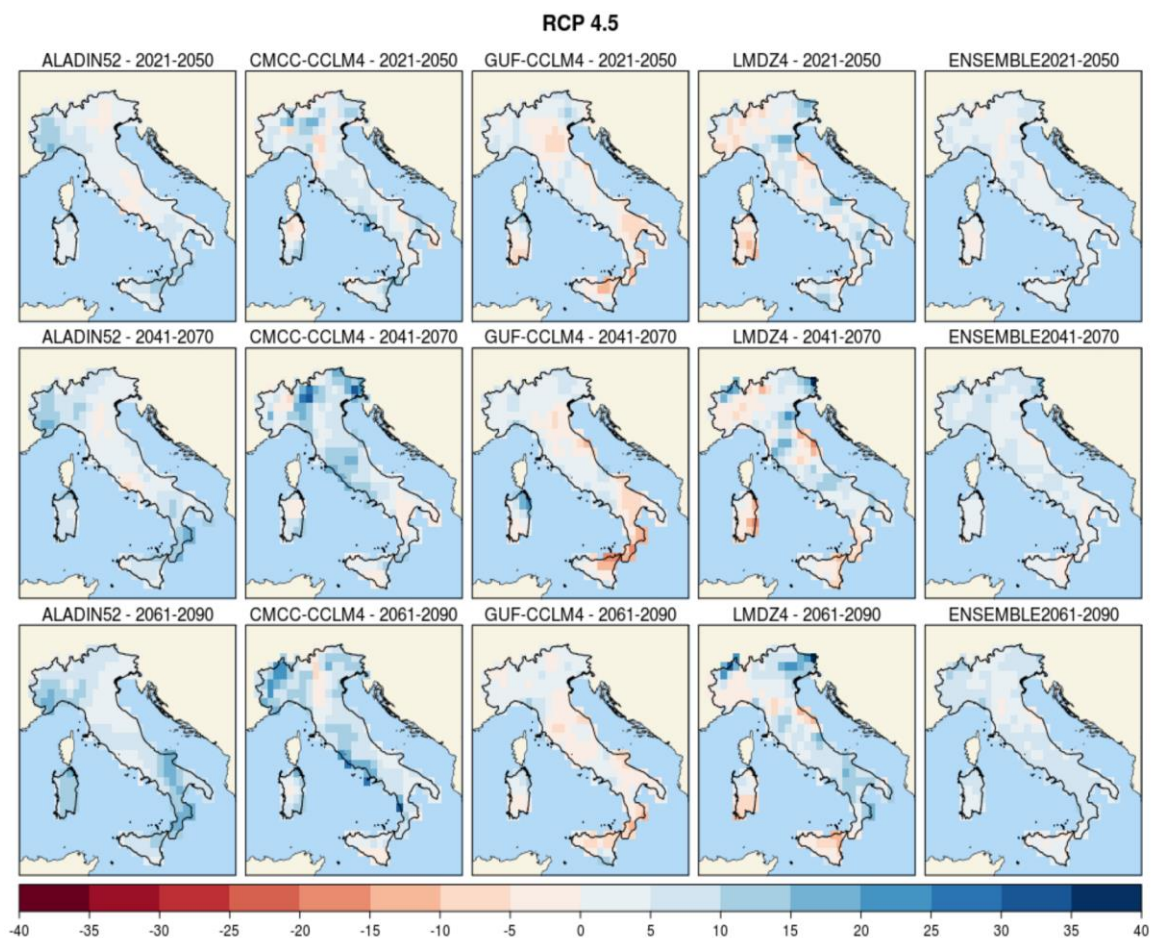 RCP 4.5
ALADIN52 - 2021-2050 CMCC-CCLM4 - 2021-2050 GUF-CCLM4 - 2021-2050 LMDZ4 - 2021-2050 ENSEMBLE2021-2050
ALADIN52 - 2041-2070 CMCC-CCLM4 - 2041-2070 GUF-CCLM4 - 2041-2070 LMDZ4 - 2041-2070 ENSEMBLE2041-2070
ALADIN52 - 2061-2090 CMCC-CCLM4 - 2061-2090 GUF-CCLM4 - 2061-2090 LMDZ4 - 2061-2090 ENSEMBLE2061-2090
-40 -35 -30 -25 -20 -15 -10 -5 0 5 10 15 20 25 30 35 40